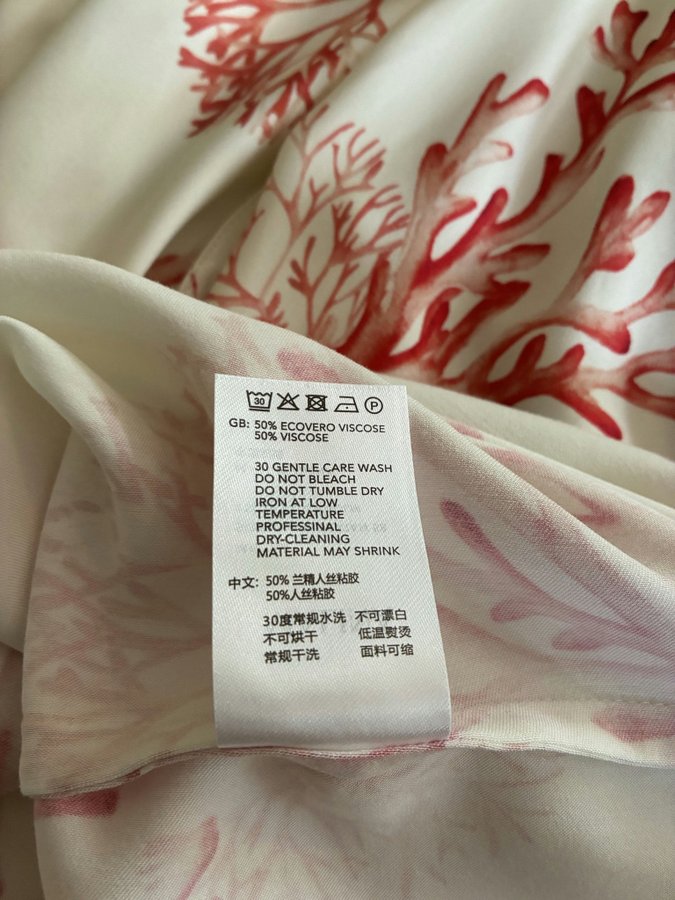 30
P
GB: 50% ECOVERO VISCOSE
50% VISCOSE
30 GENTLE CARE WASH
DO NOT BLEACH
DO NOT TUMBLE DRY
IRON AT LOW
TEMPERATURE
PROFESSINAL
DRY-CLEANING
MATERIAL MAY SHRINK
中文: 50% 兰精人丝粘胶
50%人丝粘胶
30度常规水洗 不可漂白
不可烘干 低温熨烫
常规干洗 面料可缩